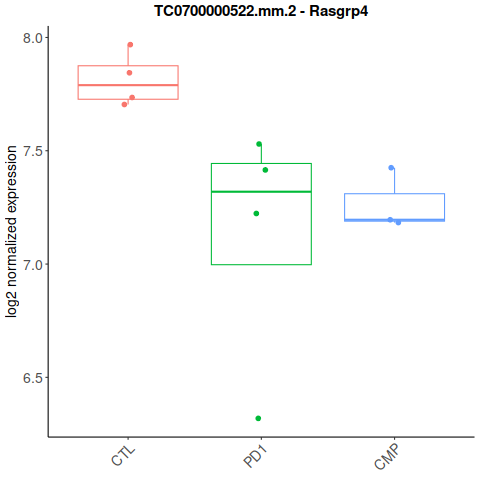 TC0700000522.mm.2 - Rasgrp4
log2 normalized expression
8.0
7.5
7.0
6.5
CTL
PD1
CMP